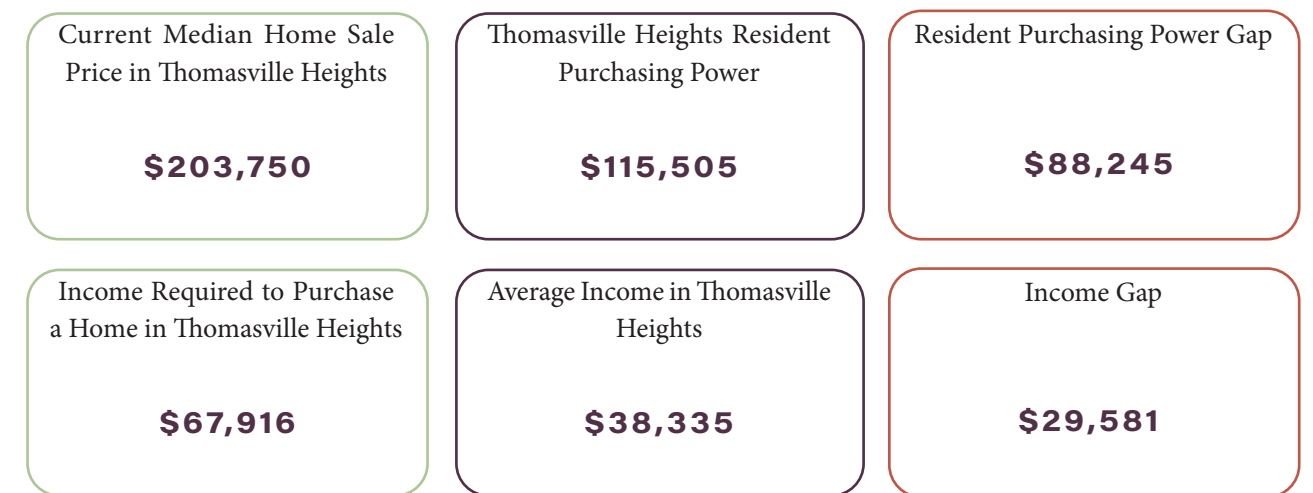 Current Median Home Sale
Price in Thomasville Heights
$203,750
Thomasville Heights Resident
Purchasing Power
$115,505
Resident Purchasing Power Gap
$88,245
Income Required to Purchase
a Home in Thomasville Heights
$67,916
Average Income in Thomasville
Heights
$38,335
Income Gap
$29,581